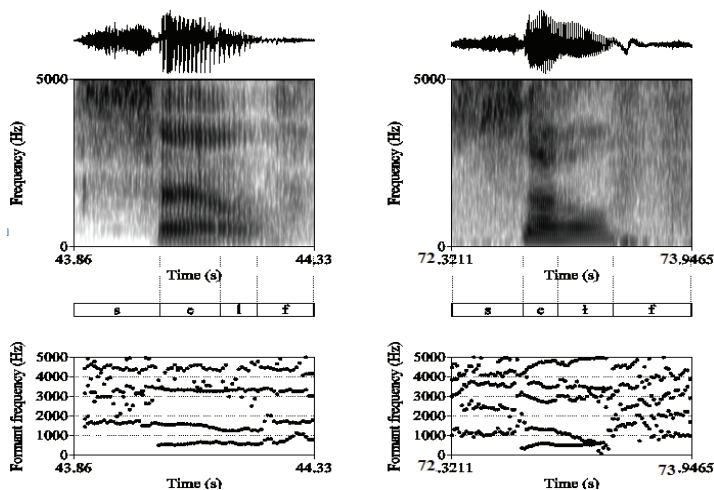 5000
Frequency (Hz)
0
43.86
44.33
Time (s)
s e l f
5000
4000
3000
2000
1000
0
Formant frequency (Hz)
43.86
44.33
Time (s)
5000
Frequency (Hz)
0
72.3211
73.9465
Time (s)
s e ɫ f
5000
4000
3000
2000
1000
0
Formant frequency (Hz)
72.3211
73.9465
Time (s)